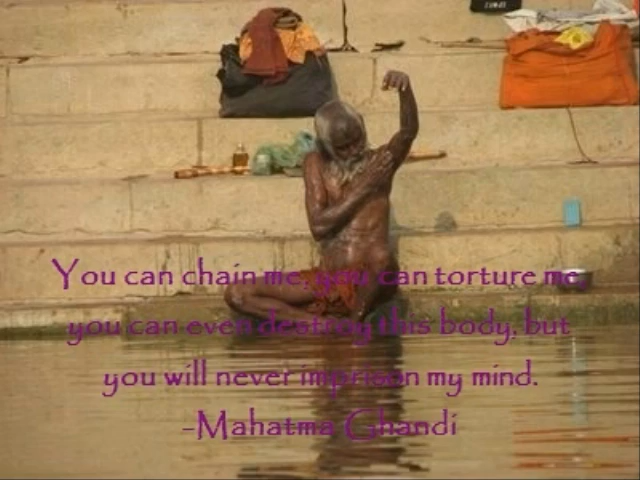 You can chain me, you can torture me,
you can even destroy this body, but
you will never imprison my mind.
-Mahatma Ghandi